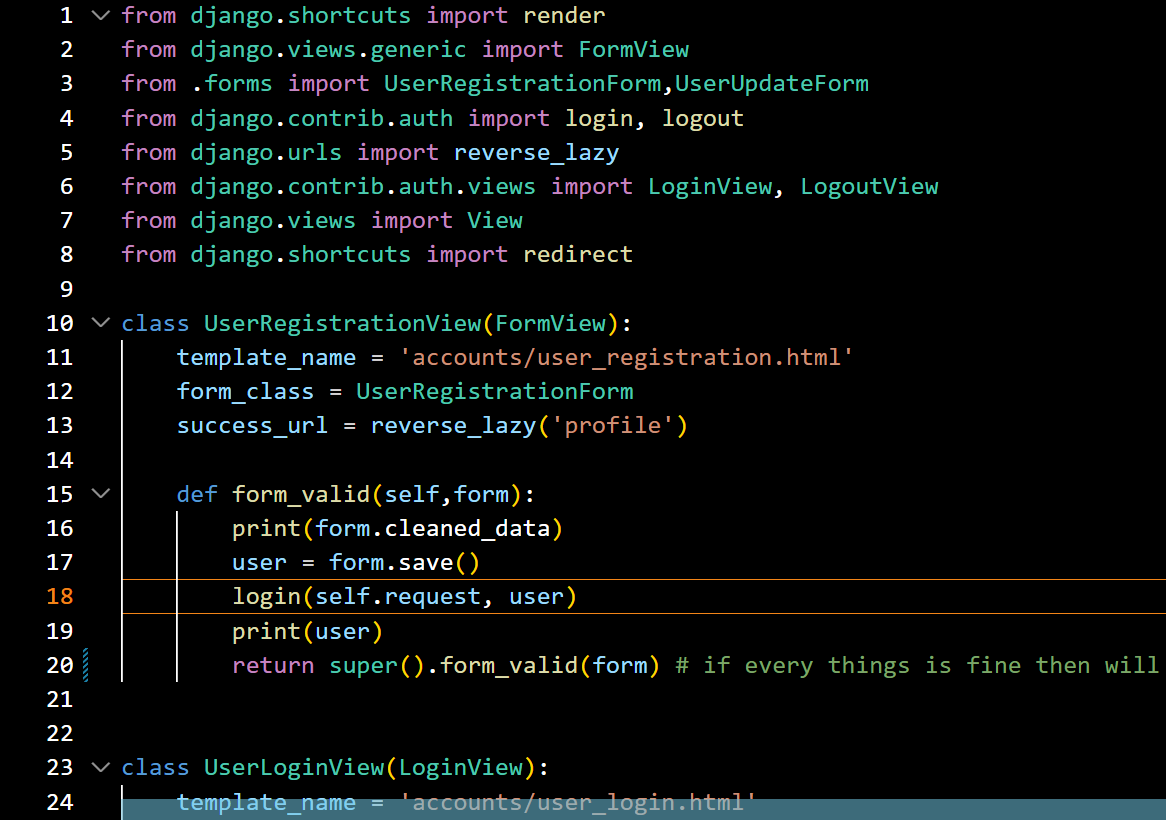 1 from django.shortcuts import render
2 from django.views.generic import FormView
3 from .forms import UserRegistrationForm,UserUpdateForm
4 from django.contrib.auth import login, logout
5 from django.urls import reverse_lazy
6 from django.contrib.auth.views import LoginView, LogoutView
7 from django.views import View
8 from django.shortcuts import redirect
9
10 class UserRegistrationView(FormView):
11     template_name = 'accounts/user_registration.html'
12     form_class = UserRegistrationForm
13     success_url = reverse_lazy('profile')
14
15     def form_valid(self,form):
16         print(form.cleaned_data)
17         user = form.save()
18         login(self.request, user)
19         print(user)
20         return super().form_valid(form) # if every things is fine then will
21
22
23 class UserLoginView(LoginView):
24     template_name = 'accounts/user_login.html'